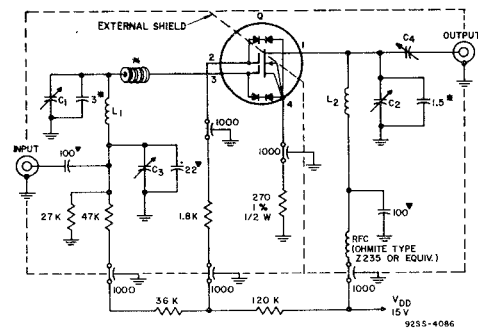 EXTERNAL SHIELD
Q
OUTPUT
1
C4
2
3
4
*
C1
3*
L1
L2
C2
1.5*
1000
1000
INPUT
100▼
C3
22▼
27 K
47K
1.8K
270
1 %
1/2 W
100▼
RFC
(OHMITE TYPE
Z235 OR EQUIV.)
1000
1000
1000
36 K
120 K
VDD
15 V
92SS-4086